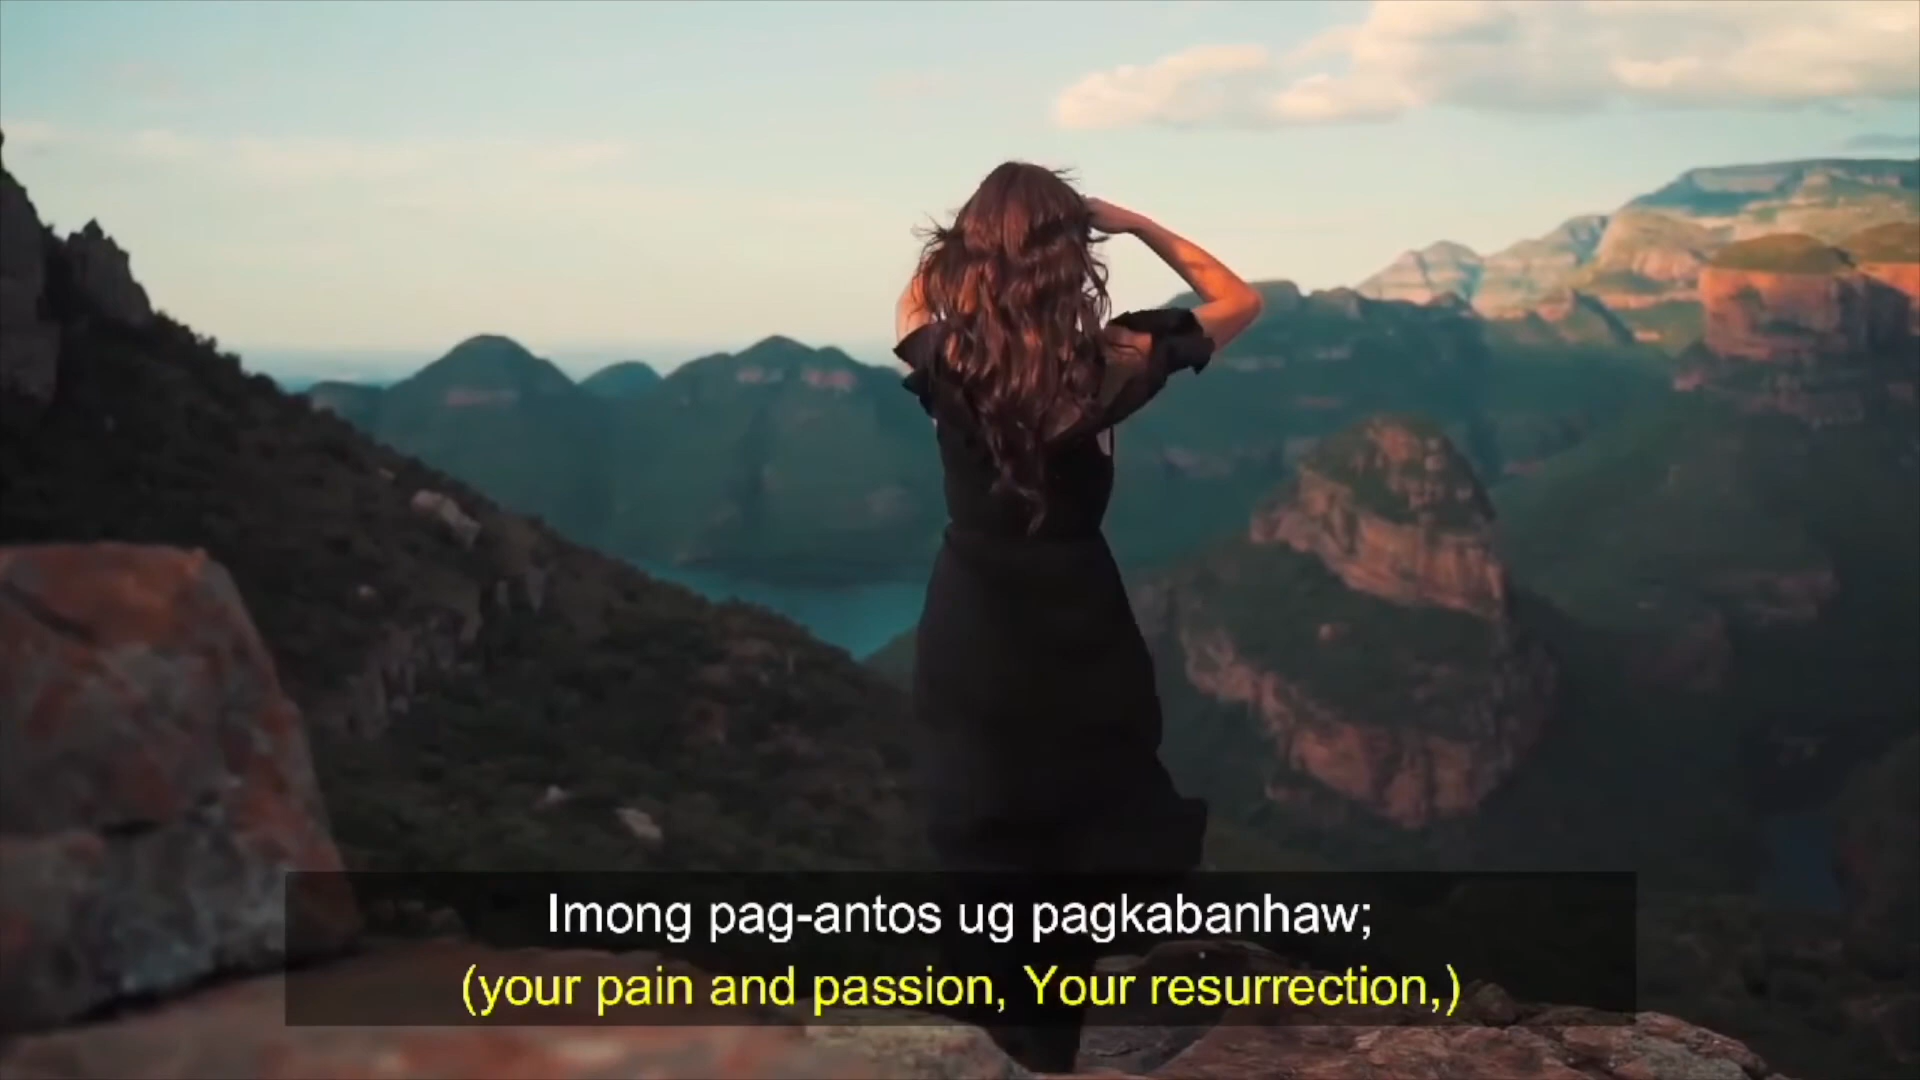 Imong pag-antos ug pagkabanhaw;
(your pain and passion, Your resurrection,)